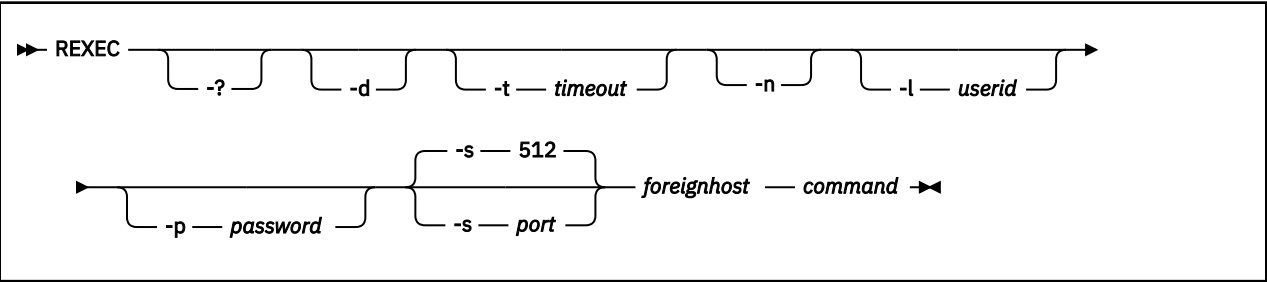 REXEC
-? -d -t timeout -n -l userid
-s 512
foreignhost command
-p password -s port